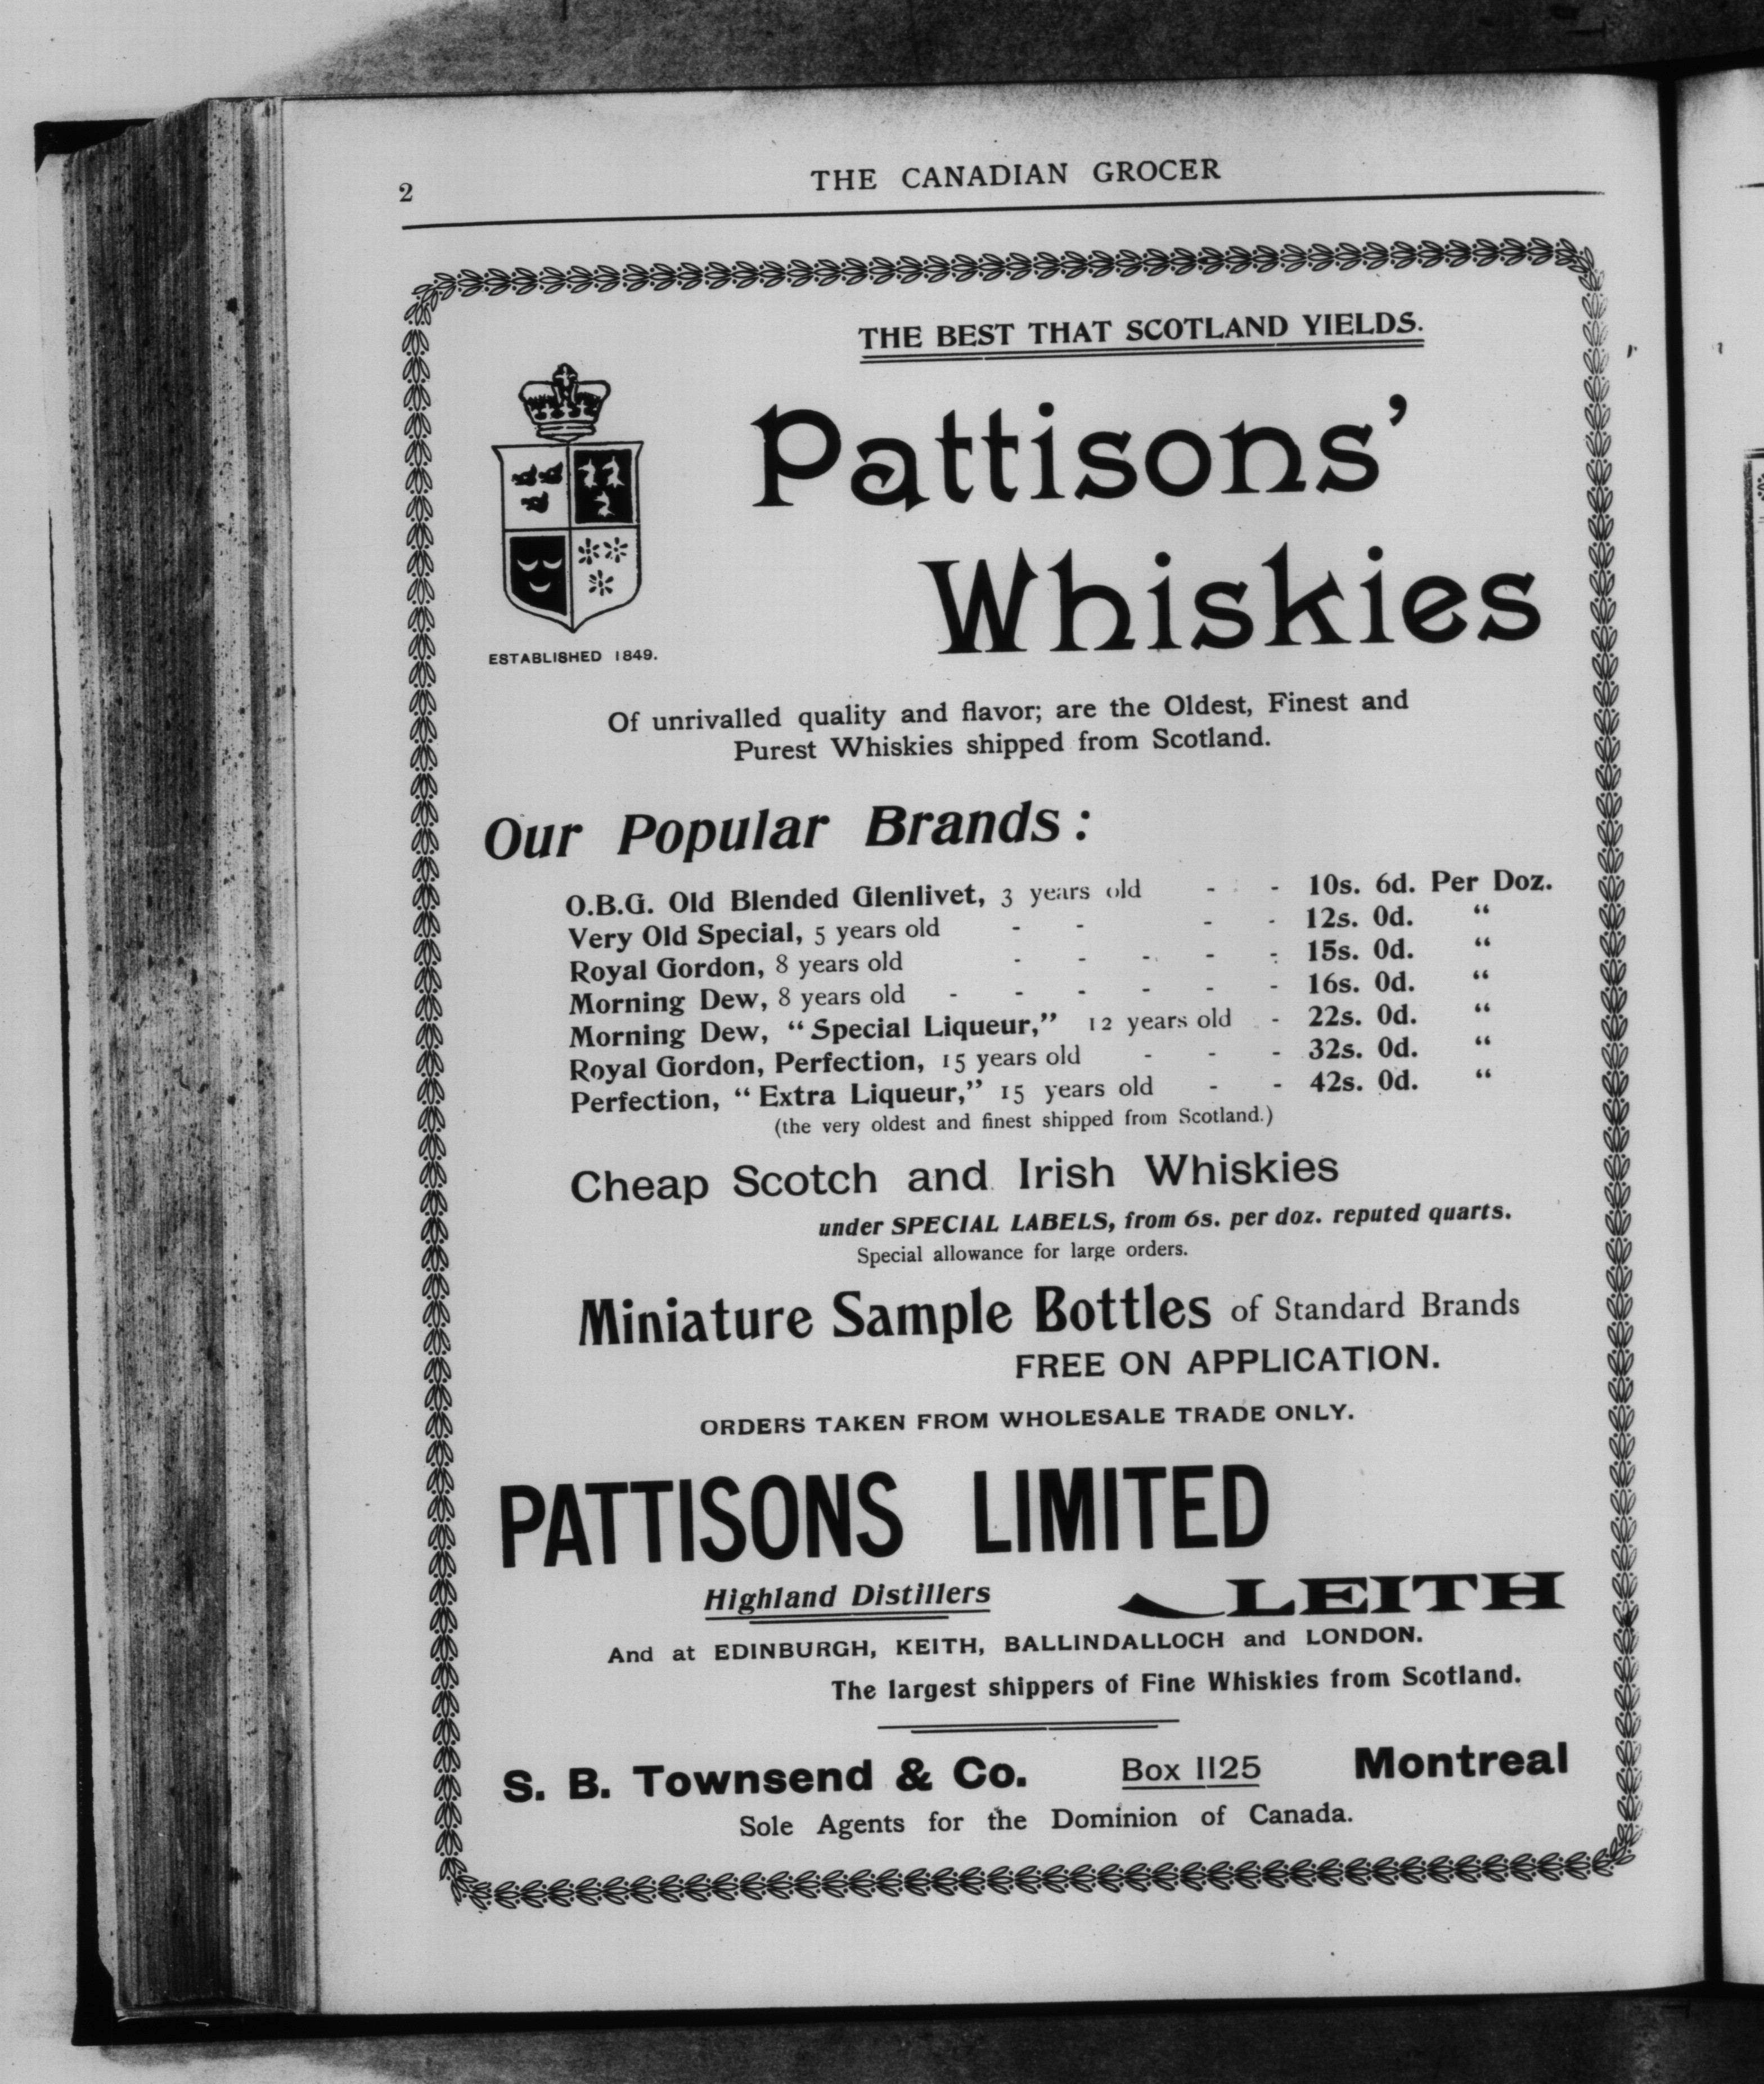 2
THE CANADIAN GROCER
THE BEST THAT SCOTLAND YIELDS.
Pattisons'
Whiskies
ESTABLISHED 1849.
Of unrivalled quality and flavor; are the Oldest, Finest and
Purest Whiskies shipped from Scotland.
Our Popular Brands:
O.B.G. Old Blended Glenlivet, 3 years old - - 10s. 6d. Per Doz.
Very Old Special, 5 years old - - - - 12s. 0d. "
Royal Gordon, 8 years old - - - - - 15s. 0d. "
Morning Dew, 8 years old - - - - - - 16s. 0d. "
Morning Dew, "Special Liqueur," 12 years old - 22s. 0d. "
Royal Gordon, Perfection, 15 years old - - - 32s. 0d. "
Perfection, "Extra Liqueur," 15 years old - - 42s. 0d. "
(the very oldest and finest shipped from Scotland.)
Cheap Scotch and Irish Whiskies
under SPECIAL LABELS, from 6s. per doz. reputed quarts.
Special allowance for large orders.
Miniature Sample Bottles of Standard Brands
FREE ON APPLICATION.
ORDERS TAKEN FROM WHOLESALE TRADE ONLY.
PATTISONS LIMITED
Highland Distillers LEITH
And at EDINBURGH, KEITH, BALLINDALLOCH and LONDON.
The largest shippers of Fine Whiskies from Scotland.
S. B. Townsend & Co. Box 1125 Montreal
Sole Agents for the Dominion of Canada.